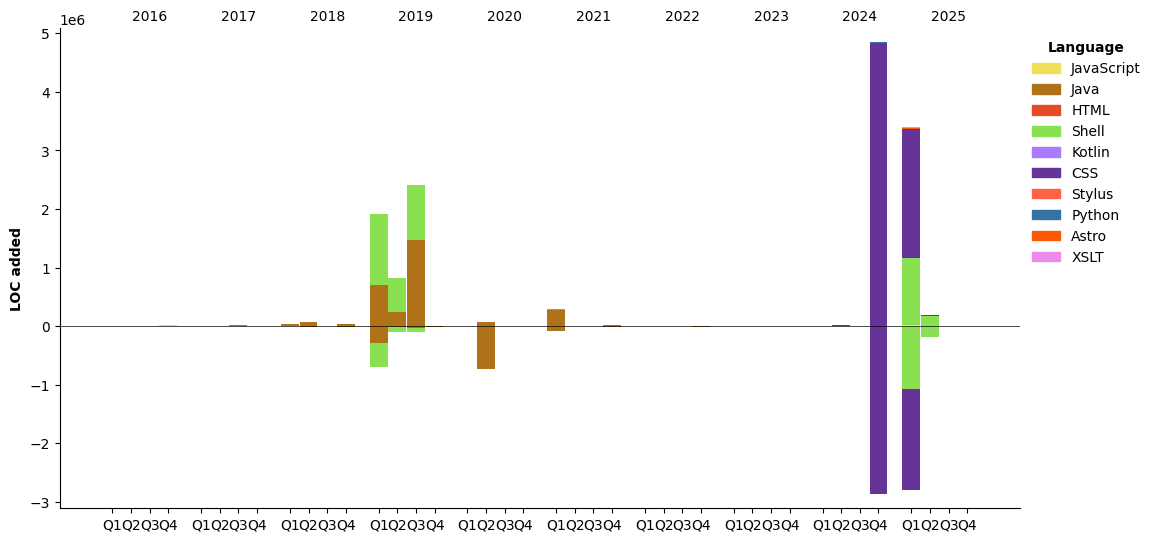 1e6
2016 2017 2018 2019 2020 2021 2022 2023 2024 2025
5
4
3
2
1
0
−1
−2
−3
LOC added
Q1Q2Q3Q4 Q1Q2Q3Q4 Q1Q2Q3Q4 Q1Q2Q3Q4 Q1Q2Q3Q4 Q1Q2Q3Q4 Q1Q2Q3Q4 Q1Q2Q3Q4 Q1Q2Q3Q4 Q1Q2Q3Q4
Language
JavaScript
Java
HTML
Shell
Kotlin
CSS
Stylus
Python
Astro
XSLT